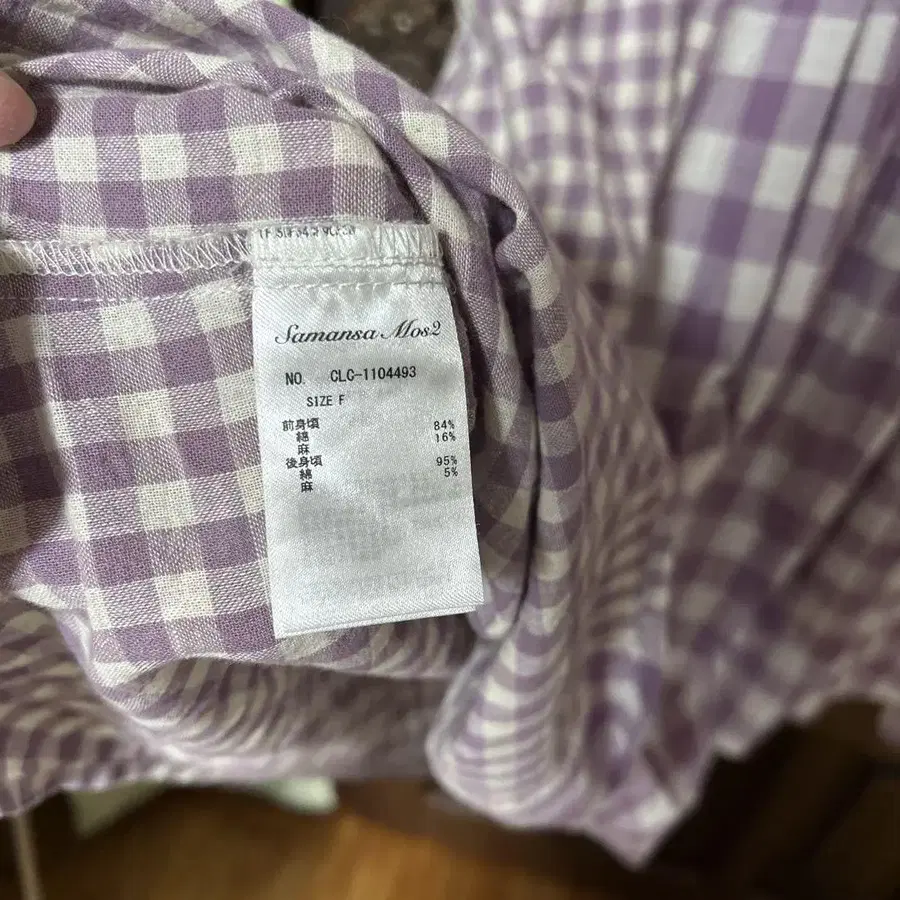 Samansa Mos2
NO. CLC-1104493
SIZE F
前身頃
綿 84%
麻 16%
後身頃
綿 95%
麻 5%